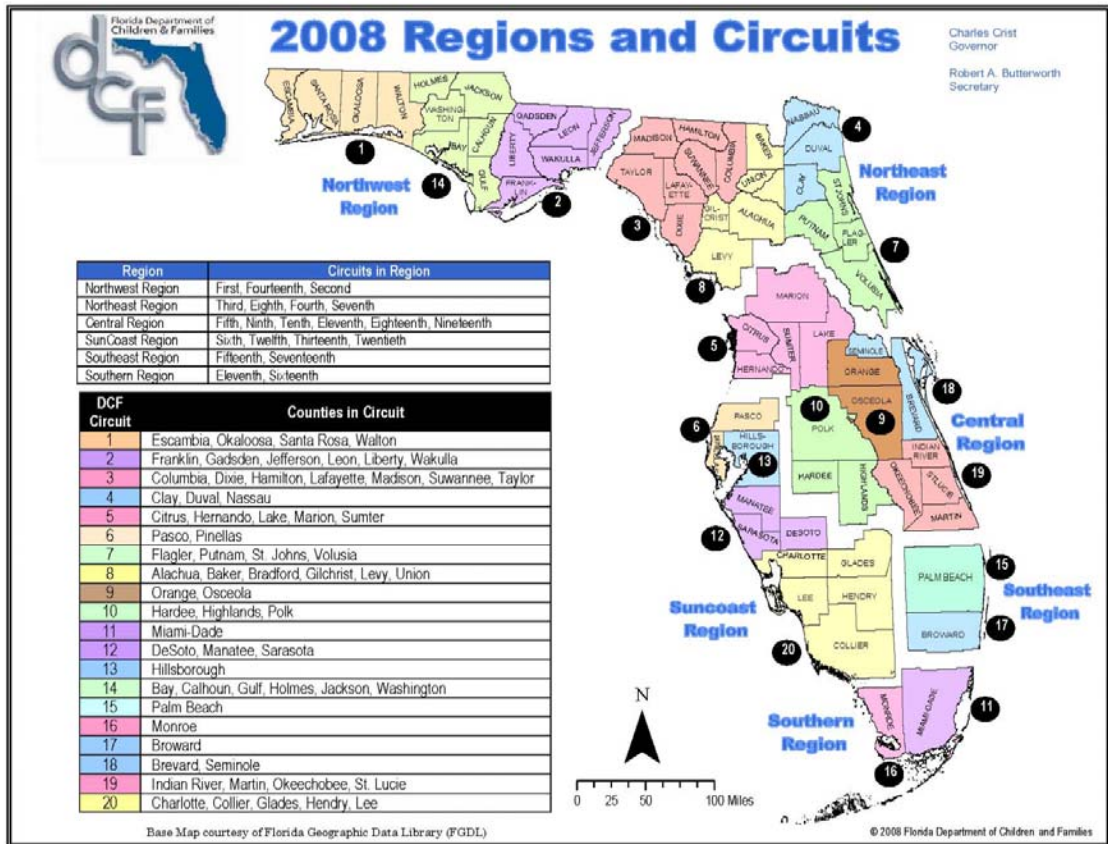 Florida Department of
Children & Families
dcf
2008 Regions and Circuits
Charles Crist
Governor
Robert A. Butterworth
Secretary
ESCAMBIA
SANTA ROSA
OKALOOSA
WALTON
HOLMES
JACKSON
WASHING-
TON
BAY
CALHOUN
GULF
GADSDEN
LIBERTY
LEON
WAKULLA
JEFFERSON
FRANK-
LIN
1
14
2
Northwest
Region
MADISON
HAMILTON
TAYLOR
SUWANNEE
COLUMBIA
LAFAY-
ETTE
DIXIE
BAKER
UNION
GIL-
CRIST
ALACHUA
LEVY
NASSAU
DUVAL
CLAY
ST JOHNS
PUTNAM
FLAG-
LER
VOLUSIA
3
8
4
7
Northeast
Region
Region Circuits in Region
Northwest Region First, Fourteenth, Second
Northeast Region Third, Eighth, Fourth, Seventh
Central Region Fifth, Ninth, Tenth, Eleventh, Eighteenth, Nineteenth
SunCoast Region Sixth, Twelfth, Thirteenth, Twentieth
Southeast Region Fifteenth, Seventeenth
Southern Region Eleventh, Sixteenth
DCF
Circuit Counties in Circuit
1 Escambia, Okaloosa, Santa Rosa, Walton
2 Franklin, Gadsden, Jefferson, Leon, Liberty, Wakulla
3 Columbia, Dixie, Hamilton, Lafayette, Madison, Suwannee, Taylor
4 Clay, Duval, Nassau
5 Citrus, Hernando, Lake, Marion, Sumter
6 Pasco, Pinellas
7 Flagler, Putnam, St. Johns, Volusia
8 Alachua, Baker, Bradford, Gilchrist, Levy, Union
9 Orange, Osceola
10 Hardee, Highlands, Polk
11 Miami-Dade
12 DeSoto, Manatee, Sarasota
13 Hillsborough
14 Bay, Calhoun, Gulf, Holmes, Jackson, Washington
15 Palm Beach
16 Monroe
17 Broward
18 Brevard, Seminole
19 Indian River, Martin, Okeechobee, St. Lucie
20 Charlotte, Collier, Glades, Hendry, Lee
MARION
CITRUS
SUMTER
LAKE
HERNANDO
5
SEMINOLE
ORANGE
OSCEOLA
BREVARD
18
9
10
POLK
HARDEE
HIGHLANDS
Central
Region
INDIAN
RIVER
OKEECHOBEE
ST LUCIE
MARTIN
19
PASCO
HILLS-
BOROUGH
6
13
MANATEE
SARASOTA
DESOTO
12
CHARLOTTE
GLADES
LEE
HENDRY
COLLIER
20
Suncoast
Region
PALM BEACH
BROWARD
15
17
Southeast
Region
MONROE
MIAMI-DADE
11
16
Southern
Region
N
0 25 50 100 Miles
Base Map courtesy of Florida Geographic Data Library (FGDL)
© 2008 Florida Department of Children and Families